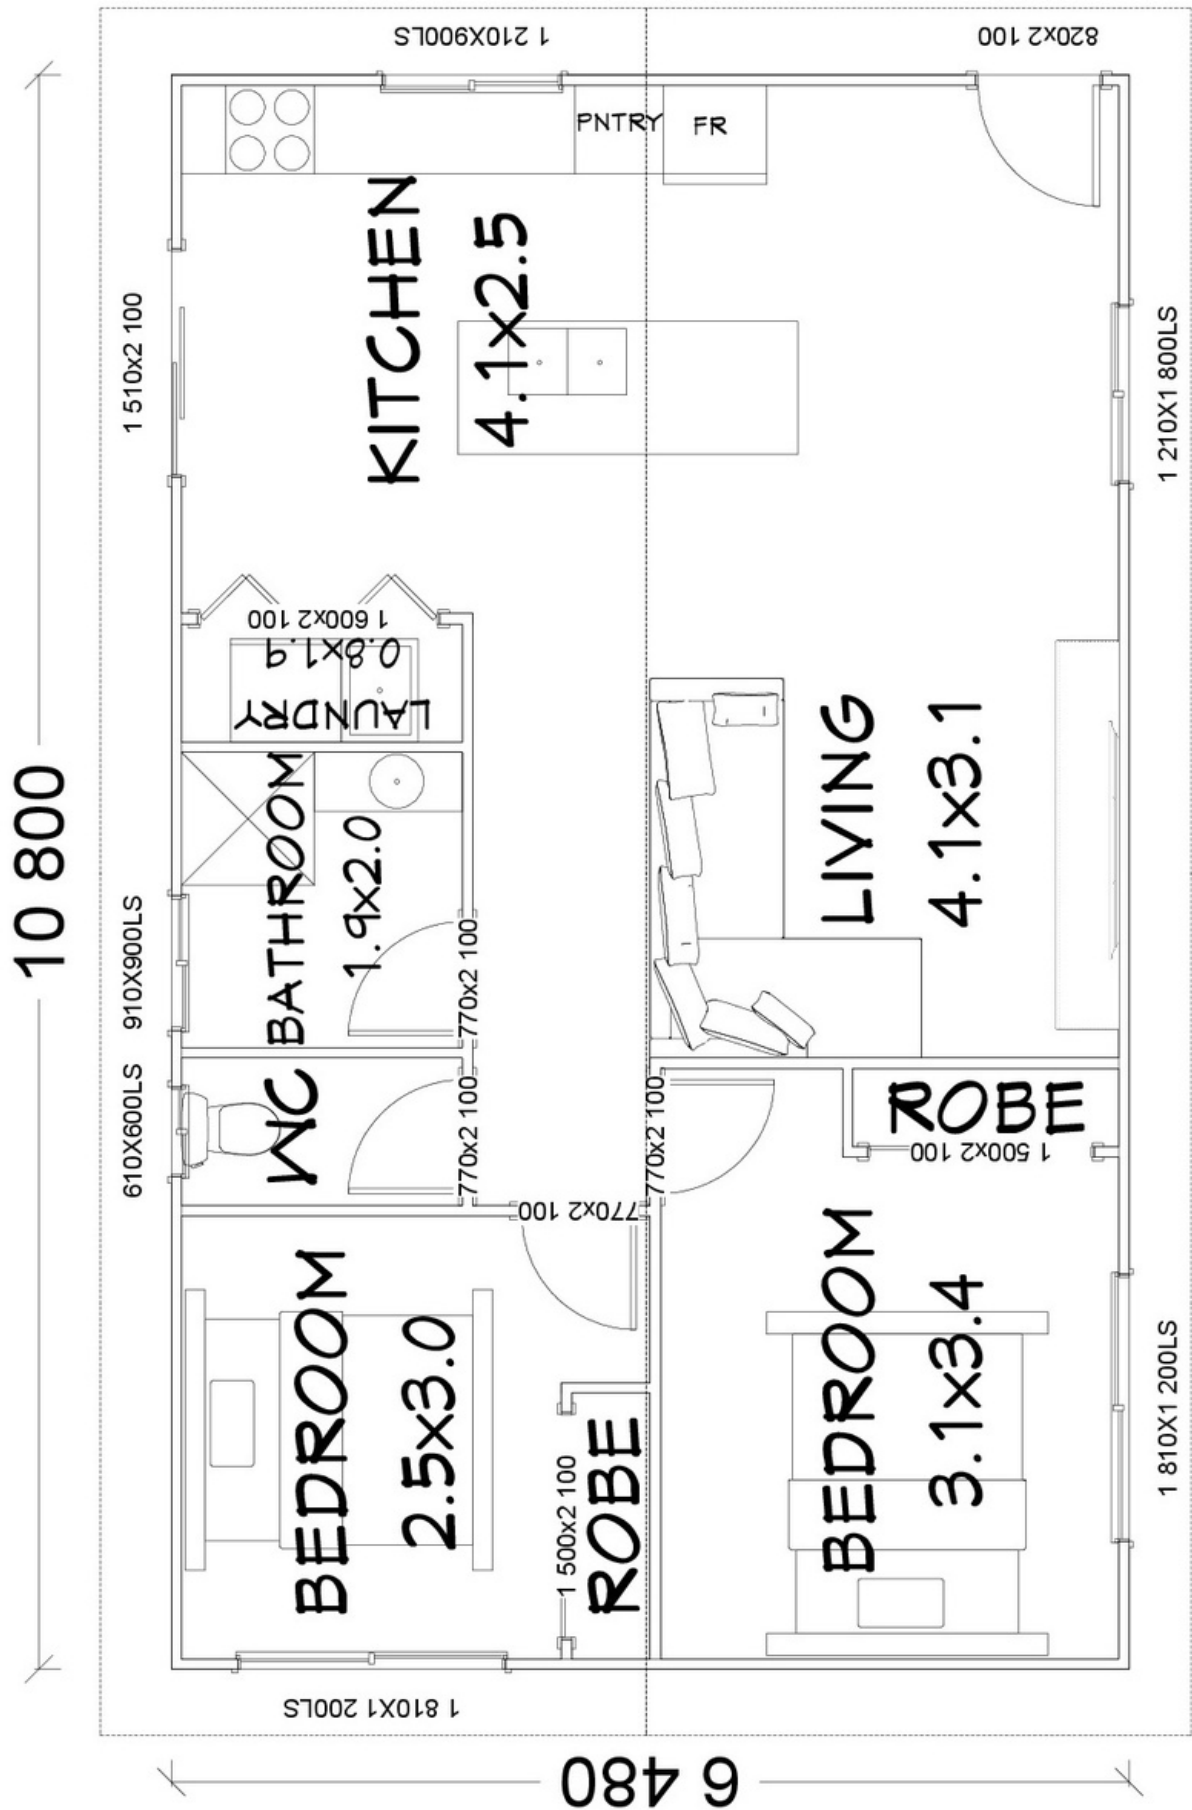 1 210X900LS
820x2 100
PNTRY
FR
KITCHEN
4.1x2.5
1 510x2 100
1 210X1 800LS
1 600x2 100
0.8x1.9
LAUNDRY
10 800
BATHROOM
1.9x2.0
910X900LS
770x2 100
LIVING
4.1x3.1
WC
610X600LS
770x2 100
770x2 100
770x2 100
ROBE
1 500x2 100
BEDROOM
2.5x3.0
1 500x2 100
ROBE
BEDROOM
3.1x3.4
1 810X1 200LS
1 810X1 200LS
6 480